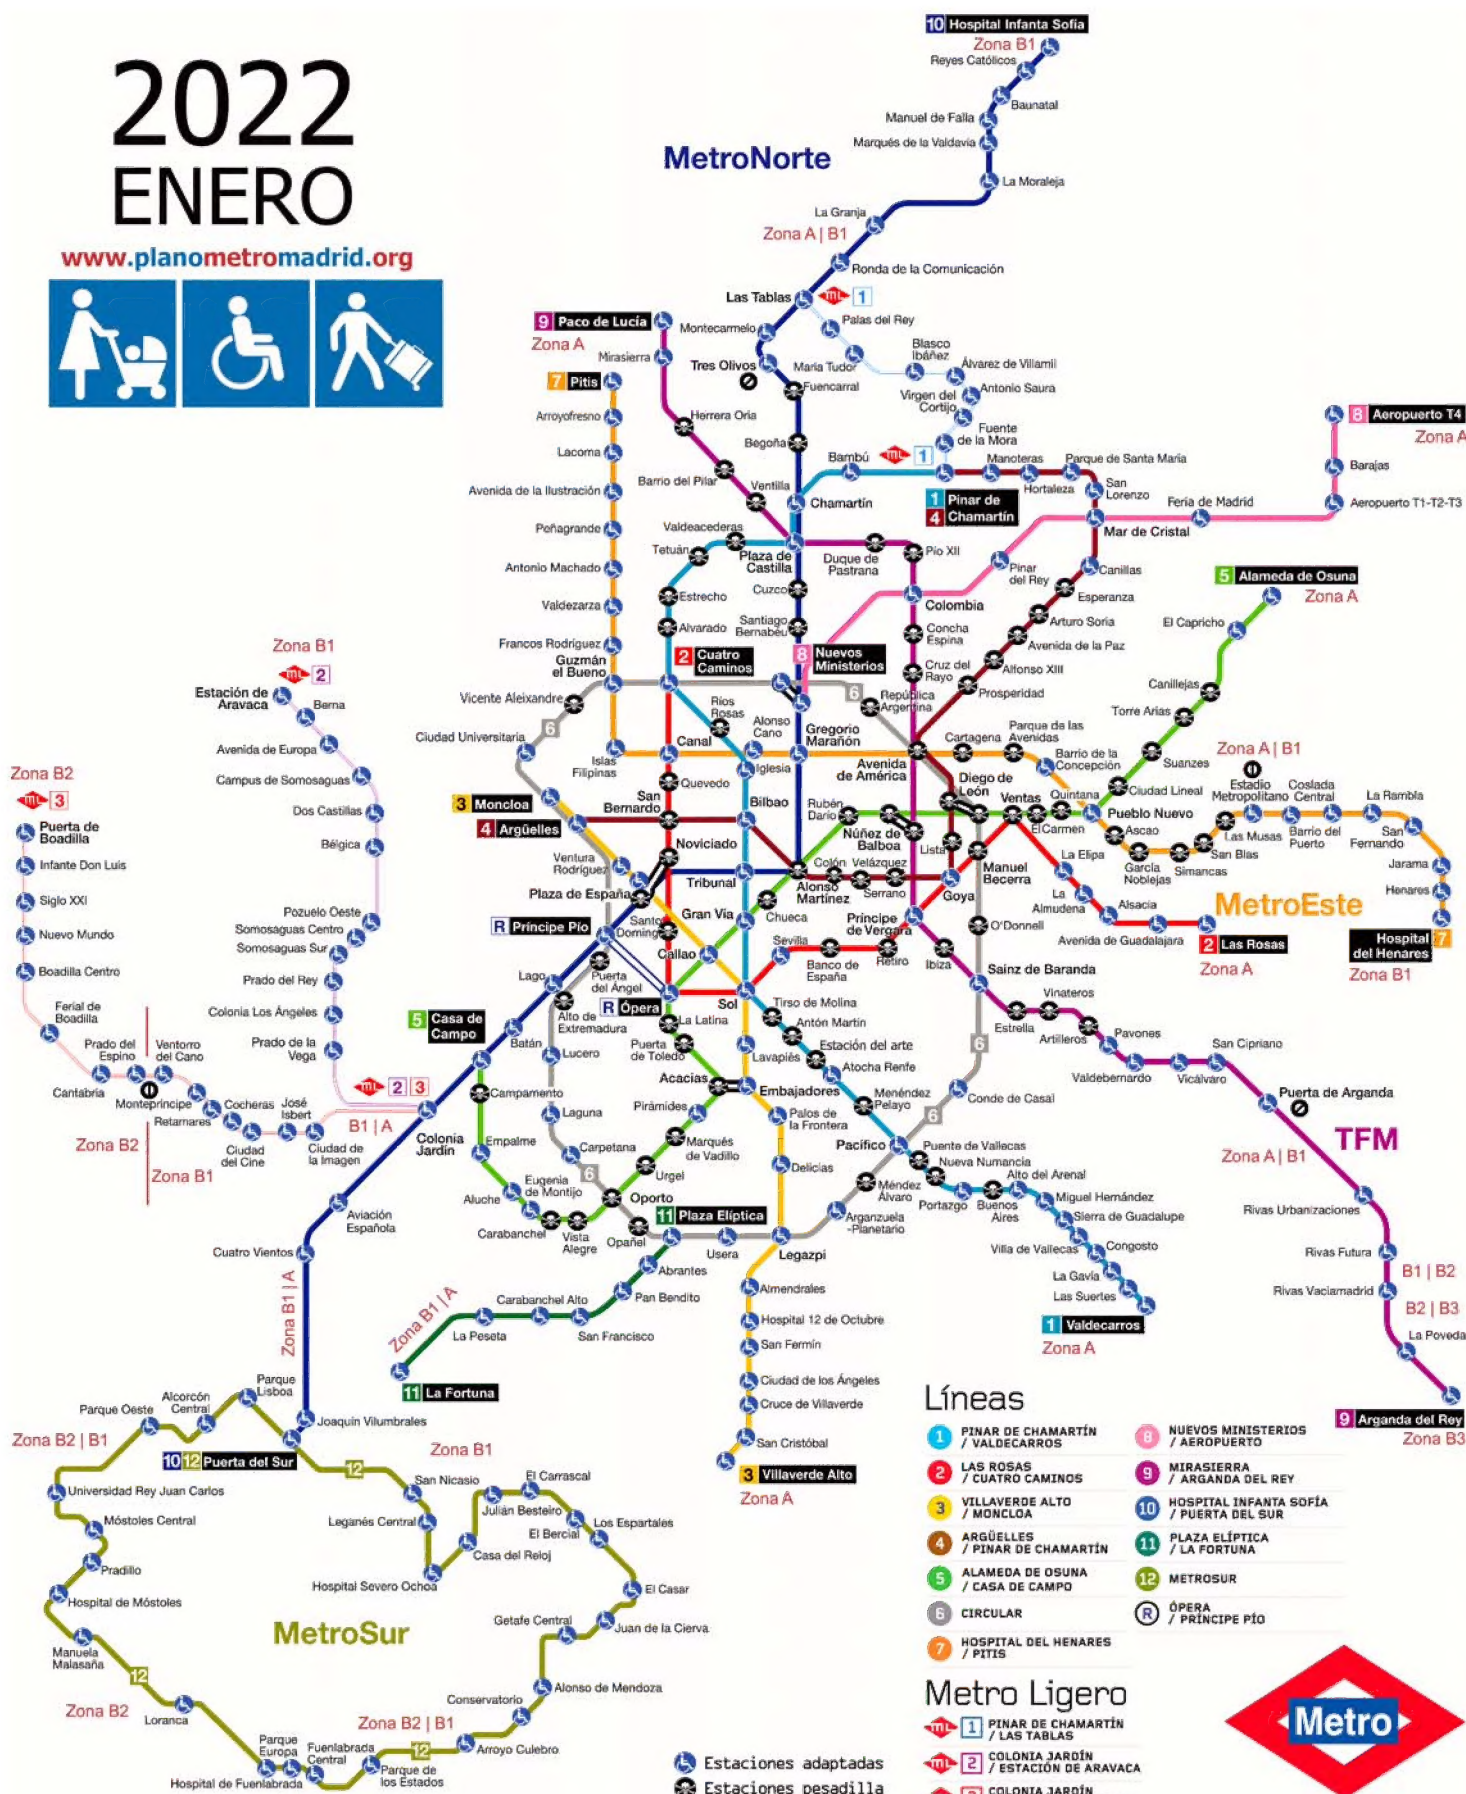 2022
ENERO
www.planometromadrid.org
10 Hospital Infanta Sofía
Zona B1
Reyes Católicos
Baunatal
Manuel de Falla
Marqués de la Valdavia
MetroNorte
La Moraleja
La Granja
Zona A | B1
Ronda de la Comunicación
Las Tablas
ML 1
Palas del Rey
9 Paco de Lucía
Zona A
Montecarmelo
Mirasierra
Tres Olivos
María Tudor
Blasco
Ibáñez
Álvarez de Villamil
Antonio Saura
Virgen del
Cortijo
Fuente
de la Mora
7 Pitis
Fuencarral
Arroyofresno
Herrera Oria
Begoña
Lacoma
Bambú
ML 1
Manoteras
Parque de Santa María
Hortaleza
San
Lorenzo
8 Aeropuerto T4
Zona A
Barajas
Aeropuerto T1-T2-T3
Feria de Madrid
Mar de Cristal
Avenida de la Ilustración
Barrio del Pilar
Ventilla
Chamartín
1 Pinar de
4 Chamartín
Peñagrande
Valdeacederas
Tetuán
Plaza de
Castilla
Duque de
Pastrana
Pío XII
Pinar
del Rey
Canillas
Antonio Machado
Estrecho
Cuzco
Colombia
Esperanza
5 Alameda de Osuna
Zona A
El Capricho
Valdezarza
Alvarado
Santiago
Bernabéu
Concha
Espina
Arturo Soria
Avenida de la Paz
Francos Rodríguez
Guzmán
el Bueno
2 Cuatro
Caminos
8 Nuevos
Ministerios
Cruz del
Rayo
Alfonso XIII
Prosperidad
Canillejas
Torre Arias
Zona B1
ML 2
Estación de
Aravaca
Berna
Avenida de Europa
Campus de Somosaguas
Dos Castillas
Bélgica
Pozuelo Oeste
Somosaguas Centro
Somosaguas Sur
Prado del Rey
Colonia Los Ángeles
Prado de la
Vega
Vicente Aleixandre
6
Ciudad Universitaria
Islas
Filipinas
Canal
Ríos
Rosas
Alonso
Cano
Iglesia
Gregorio
Marañón
6
República
Argentina
Avenida
de América
Cartagena
Parque de las
Avenidas
Barrio de la
Concepción
Suanzes
Ciudad Lineal
Zona A | B1
Estadio
Metropolitano
Coslada
Central
La Rambla
San
Fernando
Jarama
Henares
Hospital
del Henares
7
Zona B1
MetroEste
Barrio del
Puerto
Las Musas
San Blas
Simancas
García
Noblejas
Ascao
Pueblo Nuevo
Quintana
El Carmen
Ventas
Diego de
León
Quevedo
San
Bernardo
Bilbao
Rubén
Darío
Núñez de
Balboa
Lista
Manuel
Becerra
La Elipa
La
Almudena
Alsacia
Avenida de Guadalajara
2 Las Rosas
Zona A
3 Moncloa
4 Argüelles
Ventura
Rodríguez
Noviciado
Plaza de España
Tribunal
Colón
Velázquez
Serrano
Alonso
Martínez
Goya
O'Donnell
Gran Vía
Chueca
Príncipe
de Vergara
R Príncipe Pío
Santo
Domingo
Callao
Sevilla
Banco de
España
Retiro
Ibiza
Sainz de Baranda
Lago
Puerta
del Ángel
R Ópera
Sol
Tirso de Molina
Antón Martín
Estación del arte
Atocha Renfe
Menéndez
Pelayo
Estrella
Vinateros
Artilleros
Pavones
Valdebernardo
Vicálvaro
San Cipriano
Puerta de Arganda
TFM
Zona A | B1
Rivas Urbanizaciones
Rivas Futura
B1 | B2
Rivas Vaciamadrid
B2 | B3
La Poveda
9 Arganda del Rey
Zona B3
6
Conde de Casal
6
Pacífico
Puente de Vallecas
Nueva Numancia
Portazgo
Buenos
Aires
Alto del Arenal
Miguel Hernández
Sierra de Guadalupe
Villa de Vallecas
Congosto
La Gavia
Las Suertes
1 Valdecarros
Zona A
Méndez
Álvaro
Arganzuela
-Planetario
Legazpi
Usera
11 Plaza Elíptica
Opañel
Oporto
6
Carpetana
Laguna
Lucero
Alto de
Extremadura
La Latina
Puerta
de Toledo
Acacias
Pirámides
Marqués
de Vadillo
Urgel
Lavapiés
Embajadores
Palos de
la Frontera
Delicias
5 Casa de
Campo
Batán
Campamento
Empalme
Aluche
Eugenia
de Montijo
Carabanchel
Vista
Alegre
Zona B2
ML 3
Puerta de
Boadilla
Infante Don Luis
Siglo XXI
Nuevo Mundo
Boadilla Centro
Ferial de
Boadilla
Prado del
Espino
Ventorro
del Cano
Cantabria
Montepríncipe
Retamares
Cocheras
José
Isbert
Ciudad
del Cine
Ciudad de
la Imagen
Zona B2
Zona B1
ML 2 3
B1 | A
Colonia
Jardín
Aviación
Española
Cuatro Vientos
Zona B1 | A
Joaquín Vilumbrales
Abrantes
Pan Bendito
San Francisco
Carabanchel Alto
La Peseta
Zona B1 | A
11 La Fortuna
Almendrales
Hospital 12 de Octubre
San Fermín
Ciudad de los Ángeles
Cruce de Villaverde
San Cristóbal
3 Villaverde Alto
Zona A
Parque
Lisboa
Alcorcón
Central
Parque Oeste
Zona B2 | B1
10 12 Puerta del Sur
Zona B1
12
San Nicasio
Leganés Central
Hospital Severo Ochoa
Casa del Reloj
Julián Besteiro
El Carrascal
El Bercial
Los Espartales
El Casar
Juan de la Cierva
Getafe Central
Alonso de Mendoza
Conservatorio
Arroyo Culebro
12
Zona B2 | B1
Parque de
los Estados
Fuenlabrada
Central
Parque
Europa
Hospital de Fuenlabrada
Loranca
Zona B2
12
Manuela
Malasaña
Hospital de Móstoles
Pradillo
Móstoles Central
Universidad Rey Juan Carlos
MetroSur
Líneas
1 PINAR DE CHAMARTÍN
/ VALDECARROS
2 LAS ROSAS
/ CUATRO CAMINOS
3 VILLAVERDE ALTO
/ MONCLOA
4 ARGÜELLES
/ PINAR DE CHAMARTÍN
5 ALAMEDA DE OSUNA
/ CASA DE CAMPO
6 CIRCULAR
7 HOSPITAL DEL HENARES
/ PITIS
8 NUEVOS MINISTERIOS
/ AEROPUERTO
9 MIRASIERRA
/ ARGANDA DEL REY
10 HOSPITAL INFANTA SOFÍA
/ PUERTA DEL SUR
11 PLAZA ELÍPTICA
/ LA FORTUNA
12 METROSUR
R ÓPERA
/ PRÍNCIPE PÍO
Metro Ligero
ML 1 PINAR DE CHAMARTÍN
/ LAS TABLAS
ML 2 COLONIA JARDÍN
/ ESTACIÓN DE ARAVACA
COLONIA JARDÍN
Estaciones adaptadas
Estaciones pesadilla
Metro